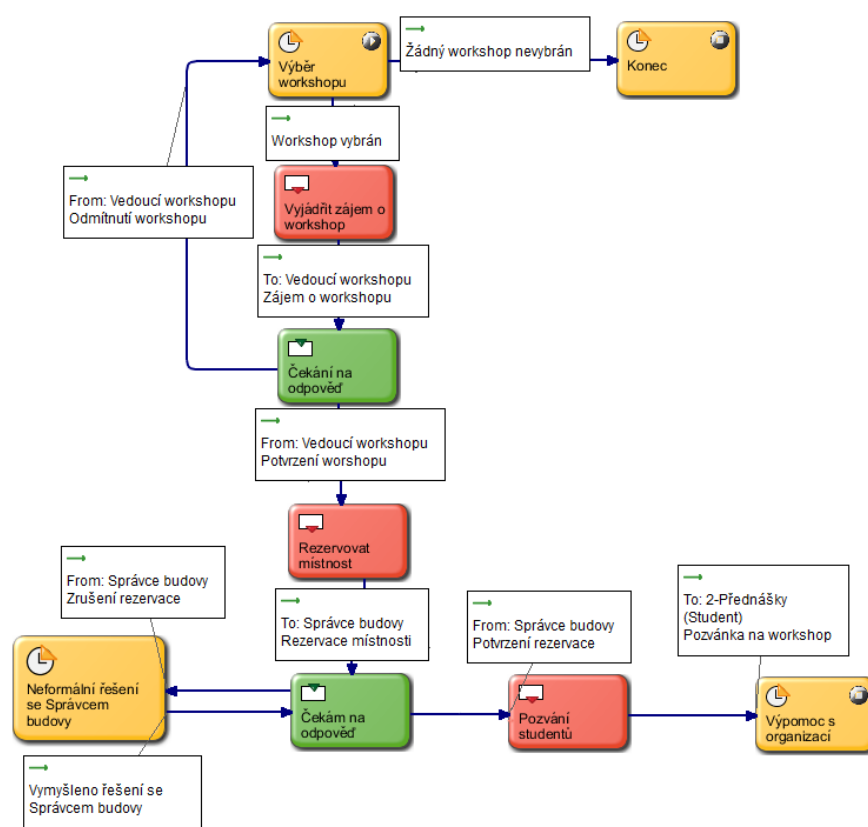 Výběr
workshopu
Žádný workshop nevybrán
Konec
Workshop vybrán
From: Vedoucí workshopu
Odmítnutí workshopu
Vyjádřit zájem o
workshop
To: Vedoucí workshopu
Zájem o workshopu
Čekání na
odpověď
From: Vedoucí workshopu
Potvrzení worshopu
Rezervovat
místnost
From: Správce budovy
Zrušení rezervace
To: Správce budovy
Rezervace místnosti
From: Správce budovy
Potvrzení rezervace
To: 2-Přednášky
(Student)
Pozvánka na workshop
Neformální řešení
se Správcem
budovy
Čekám na
odpověď
Pozvání
studentů
Výpomoc s
organizací
Vymyšleno řešení se
Správcem budovy